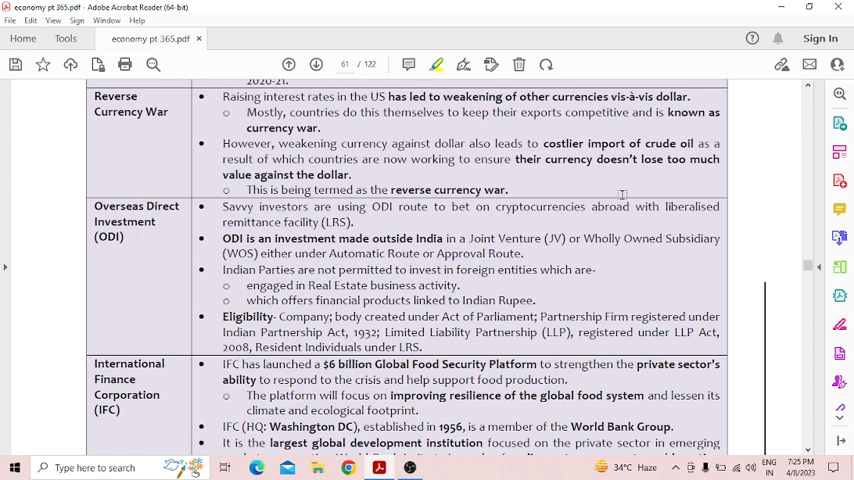 economy pt 365.pdf - Adobe Acrobat Reader (64-bit)
File Edit View Sign Window Help
Home Tools economy pt 365.pdf × Sign In
61 / 122
2020-21.
Reverse Currency War
• Raising interest rates in the US has led to weakening of other currencies vis-à-vis dollar.
o Mostly, countries do this themselves to keep their exports competitive and is known as
currency war.
• However, weakening currency against dollar also leads to costlier import of crude oil as a
result of which countries are now working to ensure their currency doesn't lose too much
value against the dollar.
o This is being termed as the reverse currency war.
Overseas Direct
Investment
(ODI)
• Savvy investors are using ODI route to bet on cryptocurrencies abroad with liberalised
remittance facility (LRS).
• ODI is an investment made outside India in a Joint Venture (JV) or Wholly Owned Subsidiary
(WOS) either under Automatic Route or Approval Route.
• Indian Parties are not permitted to invest in foreign entities which are-
o engaged in Real Estate business activity.
o which offers financial products linked to Indian Rupee.
• Eligibility- Company; body created under Act of Parliament; Partnership Firm registered under
Indian Partnership Act, 1932; Limited Liability Partnership (LLP), registered under LLP Act,
2008, Resident Individuals under LRS.
International
Finance
Corporation
(IFC)
• IFC has launched a $6 billion Global Food Security Platform to strengthen the private sector's
ability to respond to the crisis and help support food production.
o The platform will focus on improving resilience of the global food system and lessen its
climate and ecological footprint.
• IFC (HQ: Washington DC), established in 1956, is a member of the World Bank Group.
• It is the largest global development institution focused on the private sector in emerging
Type here to search
34°C Haze
ENG
IN
7:25 PM
4/8/2023